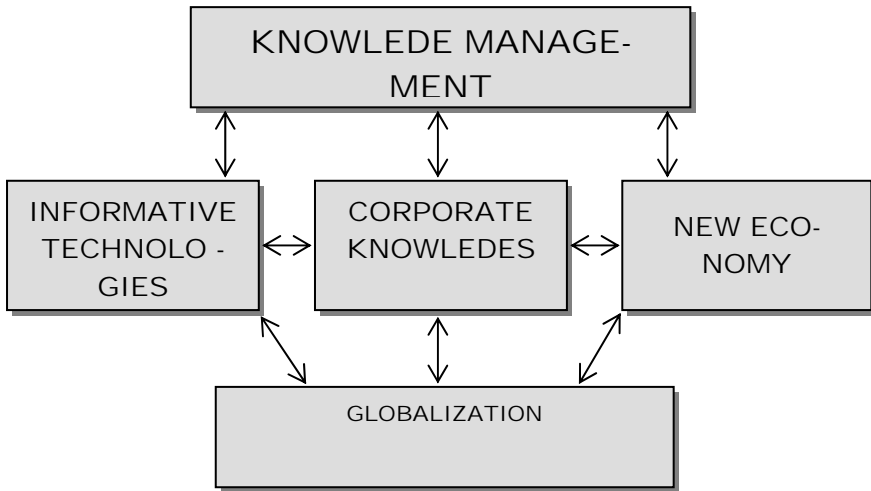 KNOWLEDE MANAGE-
MENT
INFORMATIVE
TECHNOLO -
GIES
CORPORATE
KNOWLEDES
NEW ECO-
NOMY
GLOBALIZATION